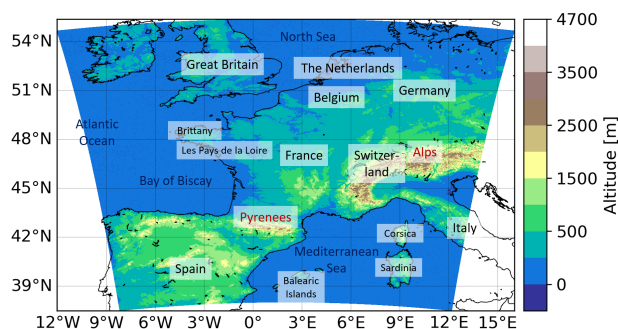 54°N
51°N
48°N
45°N
42°N
39°N
North Sea
Great Britain
The Netherlands
Belgium
Germany
Atlantic
Ocean
Brittany
Les Pays de la Loire
France
Switzer-
land
Alps
Bay of Biscay
Pyrenees
Corsica
Italy
Mediterranean
Sea
Spain
Sardinia
Balearic
Islands
12°W
9°W
6°W
3°W
0°
3°E
6°E
9°E
12°E
15°E
4700
3500
2500
1500
500
0
Altitude [m]